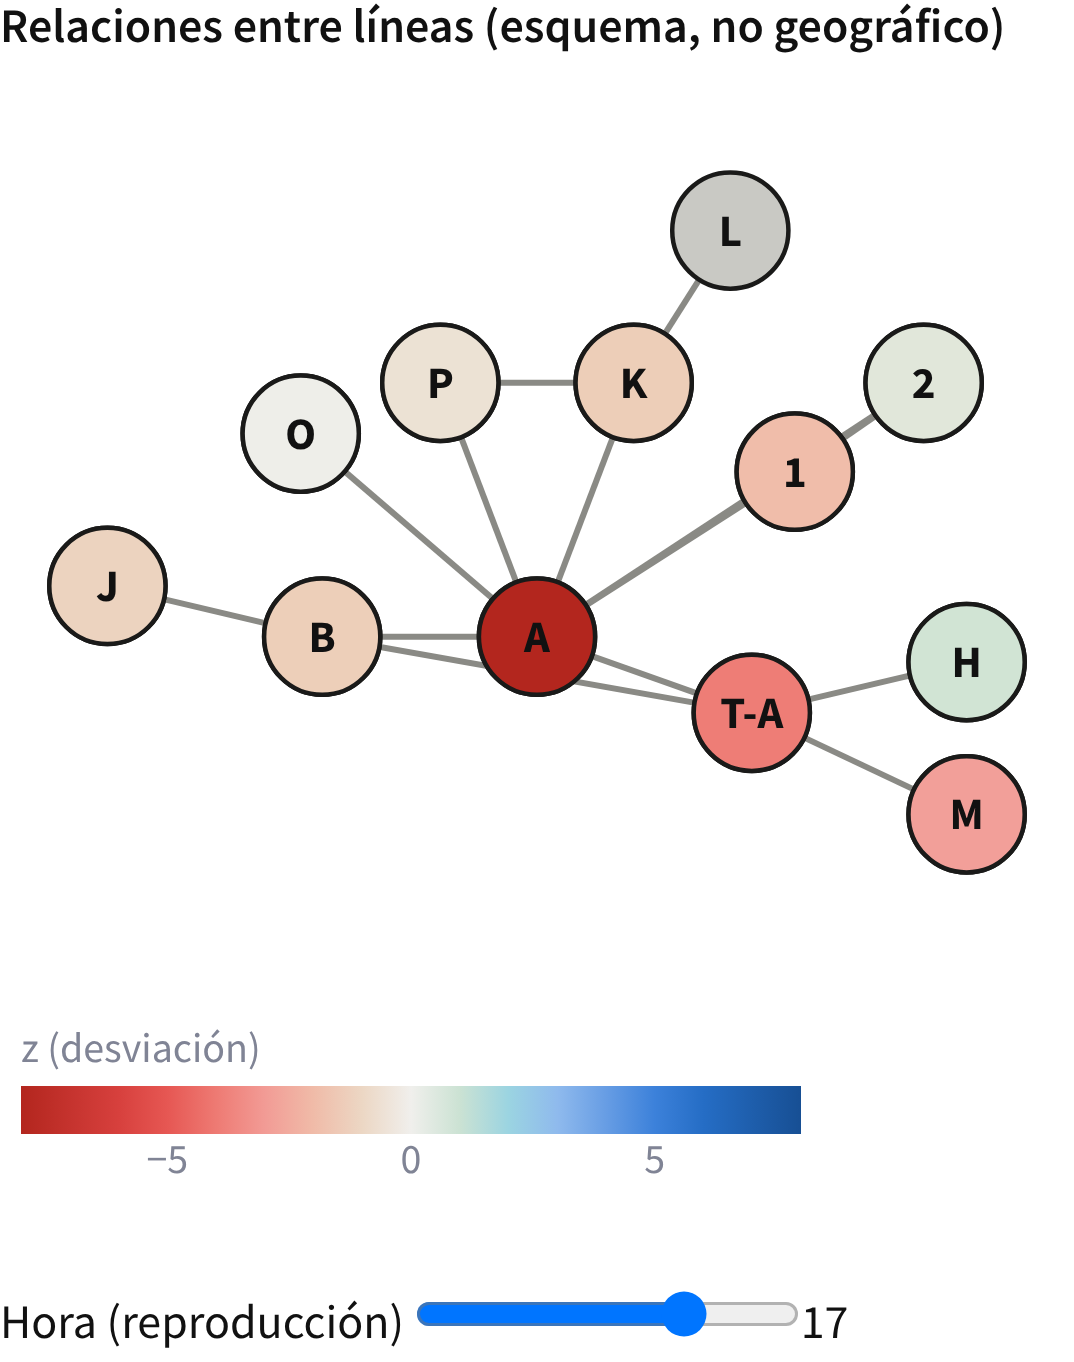 Relaciones entre líneas (esquema, no geográfico)
L
P
K
2
O
1
J
B
A
H
T-A
M
z (desviación)
−5 0 5
Hora (reproducción) 17